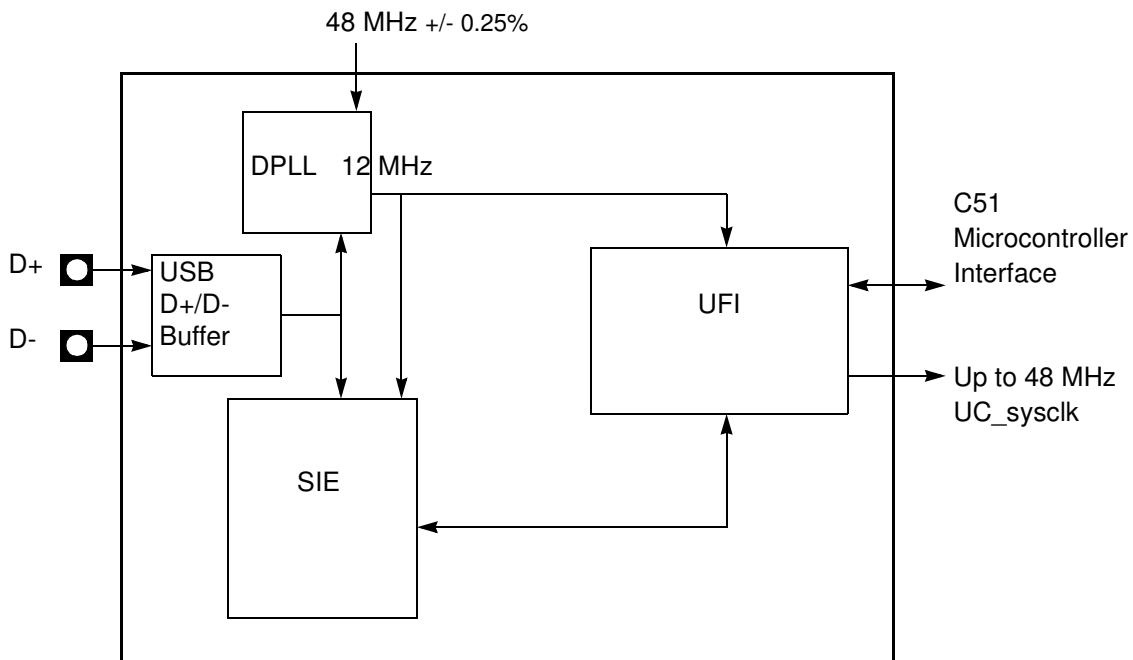 48 MHz +/- 0.25%
DPLL 12 MHz
D+
USB
D+/D-
Buffer
D-
SIE
UFI
C51
Microcontroller
Interface
Up to 48 MHz
UC_sysclk